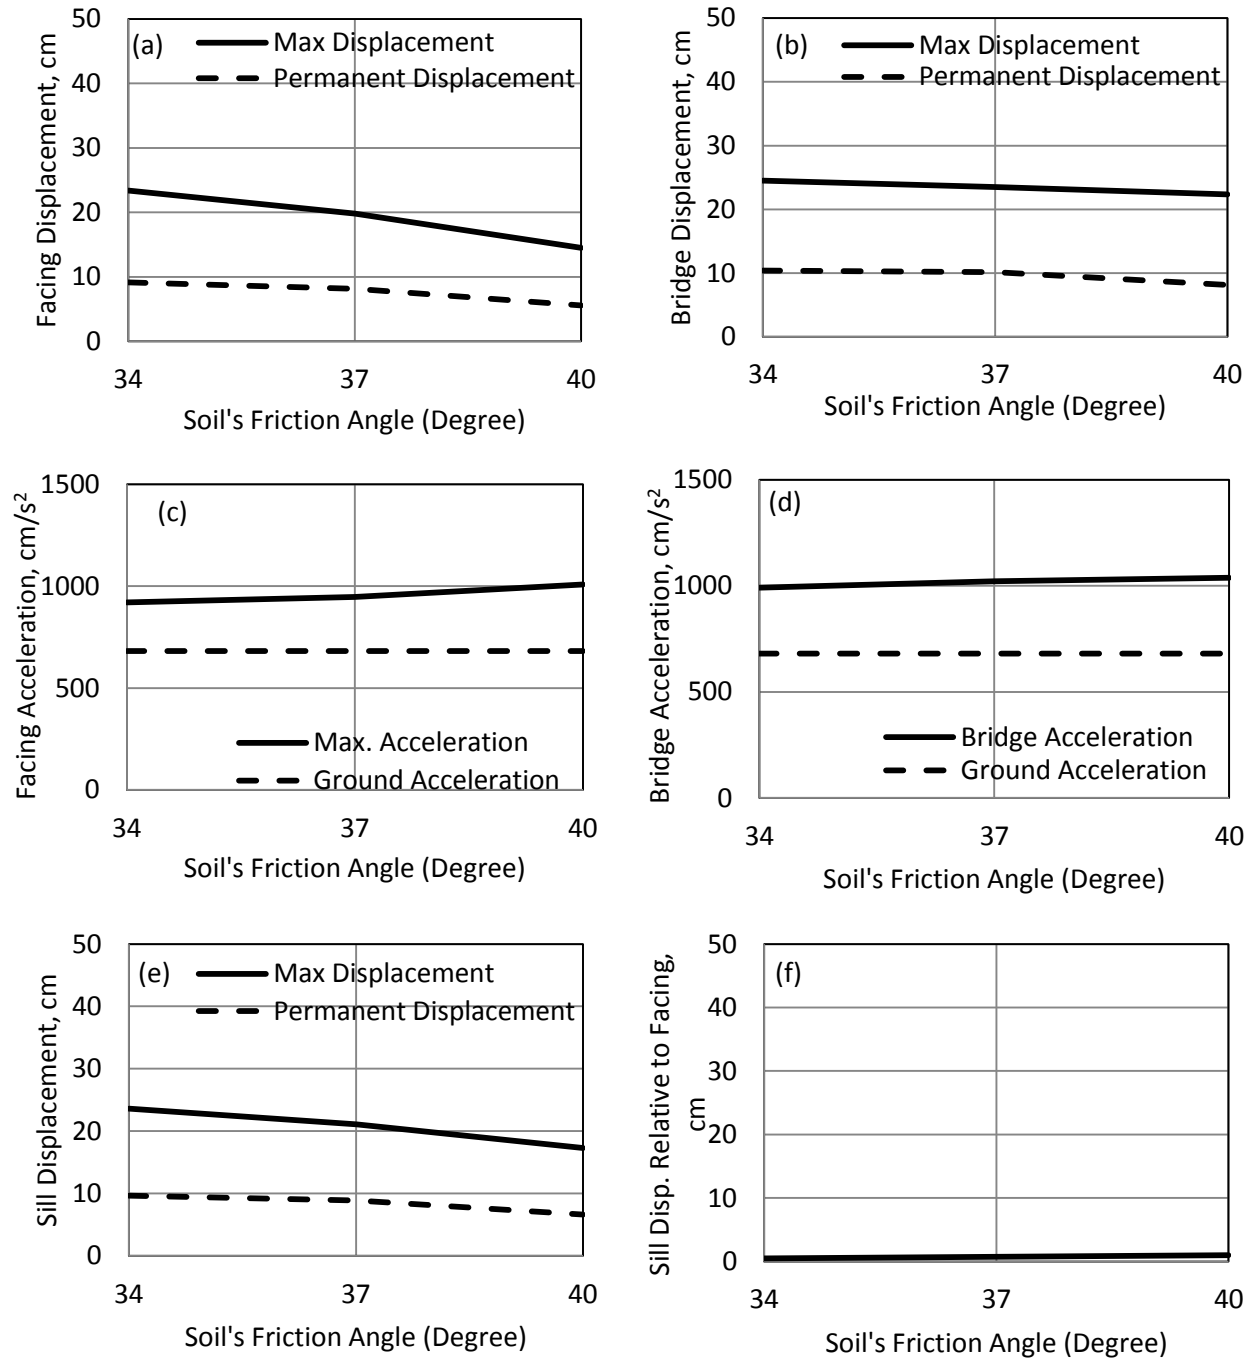 50
40
30
20
10
0
Facing Displacement, cm
(a)
Max Displacement
Permanent Displacement
34 37 40
Soil's Friction Angle (Degree)
50
40
30
20
10
0
Bridge Displacement, cm
(b)
Max Displacement
Permanent Displacement
34 37 40
Soil's Friction Angle (Degree)
1500
1000
500
0
Facing Acceleration, cm/s²
(c)
Max. Acceleration
Ground Acceleration
34 37 40
Soil's Friction Angle (Degree)
1500
1000
500
0
Bridge Acceleration, cm/s²
(d)
Bridge Acceleration
Ground Acceleration
34 37 40
Soil's Friction Angle (Degree)
50
40
30
20
10
0
Sill Displacement, cm
(e)
Max Displacement
Permanent Displacement
34 37 40
Soil's Friction Angle (Degree)
50
40
30
20
10
0
Sill Disp. Relative to Facing,
cm
(f)
34 37 40
Soil's Friction Angle (Degree)